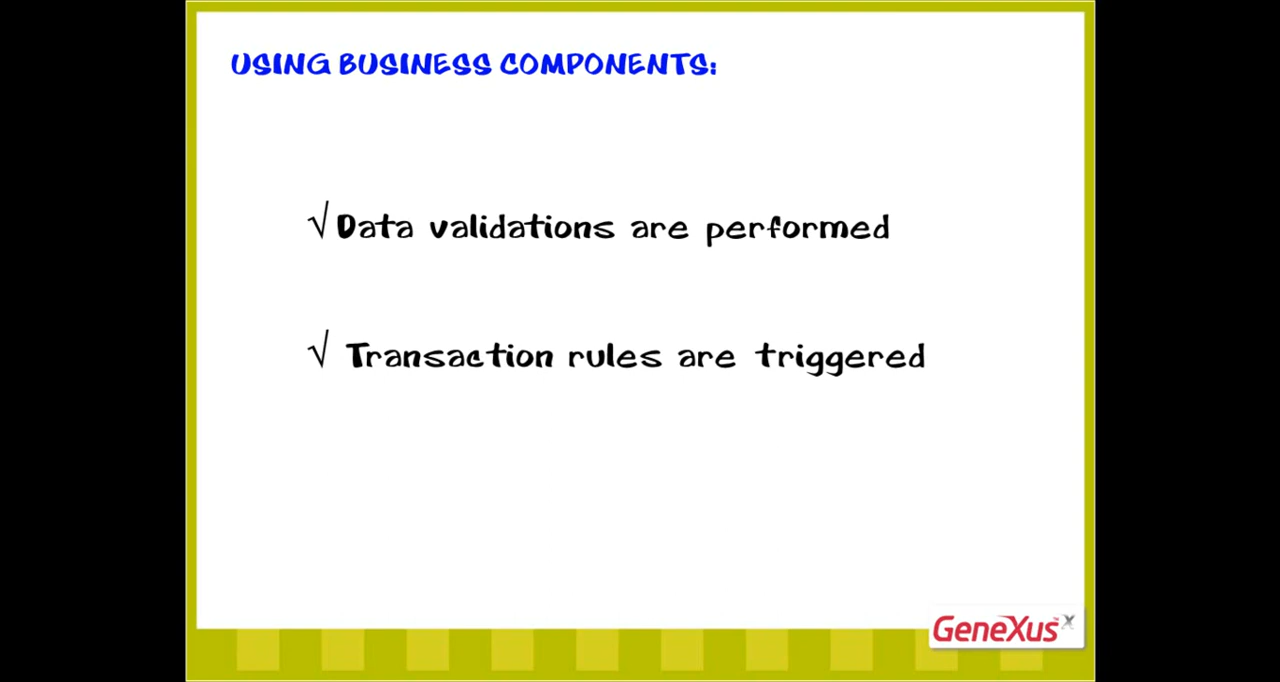 USING BUSINESS COMPONENTS:
√ Data validations are performed
√ Transaction rules are triggered
GeneXus X